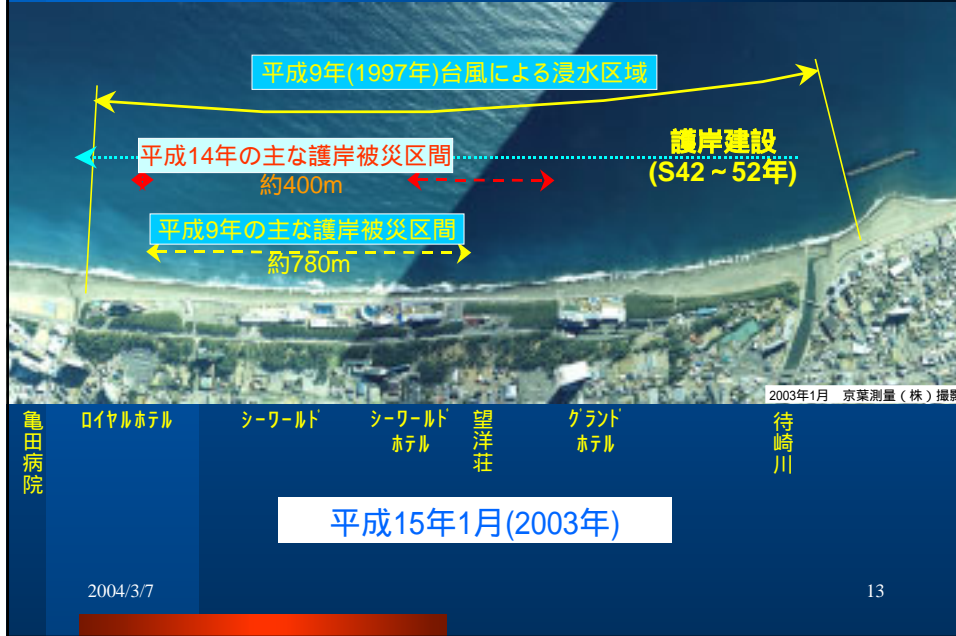 平成9年(1997年)台風による浸水区域
護岸建設
(S42～52年)
平成14年の主な護岸被災区間
約400m
平成9年の主な護岸被災区間
約780m
2003年1月 京葉測量（株）撮影
亀田病院
ﾛｲﾔﾙﾎﾃﾙ
ｼｰﾜｰﾙﾄﾞ
ｼｰﾜｰﾙﾄﾞ
ﾎﾃﾙ
望洋荘
ｸﾞﾗﾝﾄﾞ
ﾎﾃﾙ
待崎川
平成15年1月(2003年)
2004/3/7
13